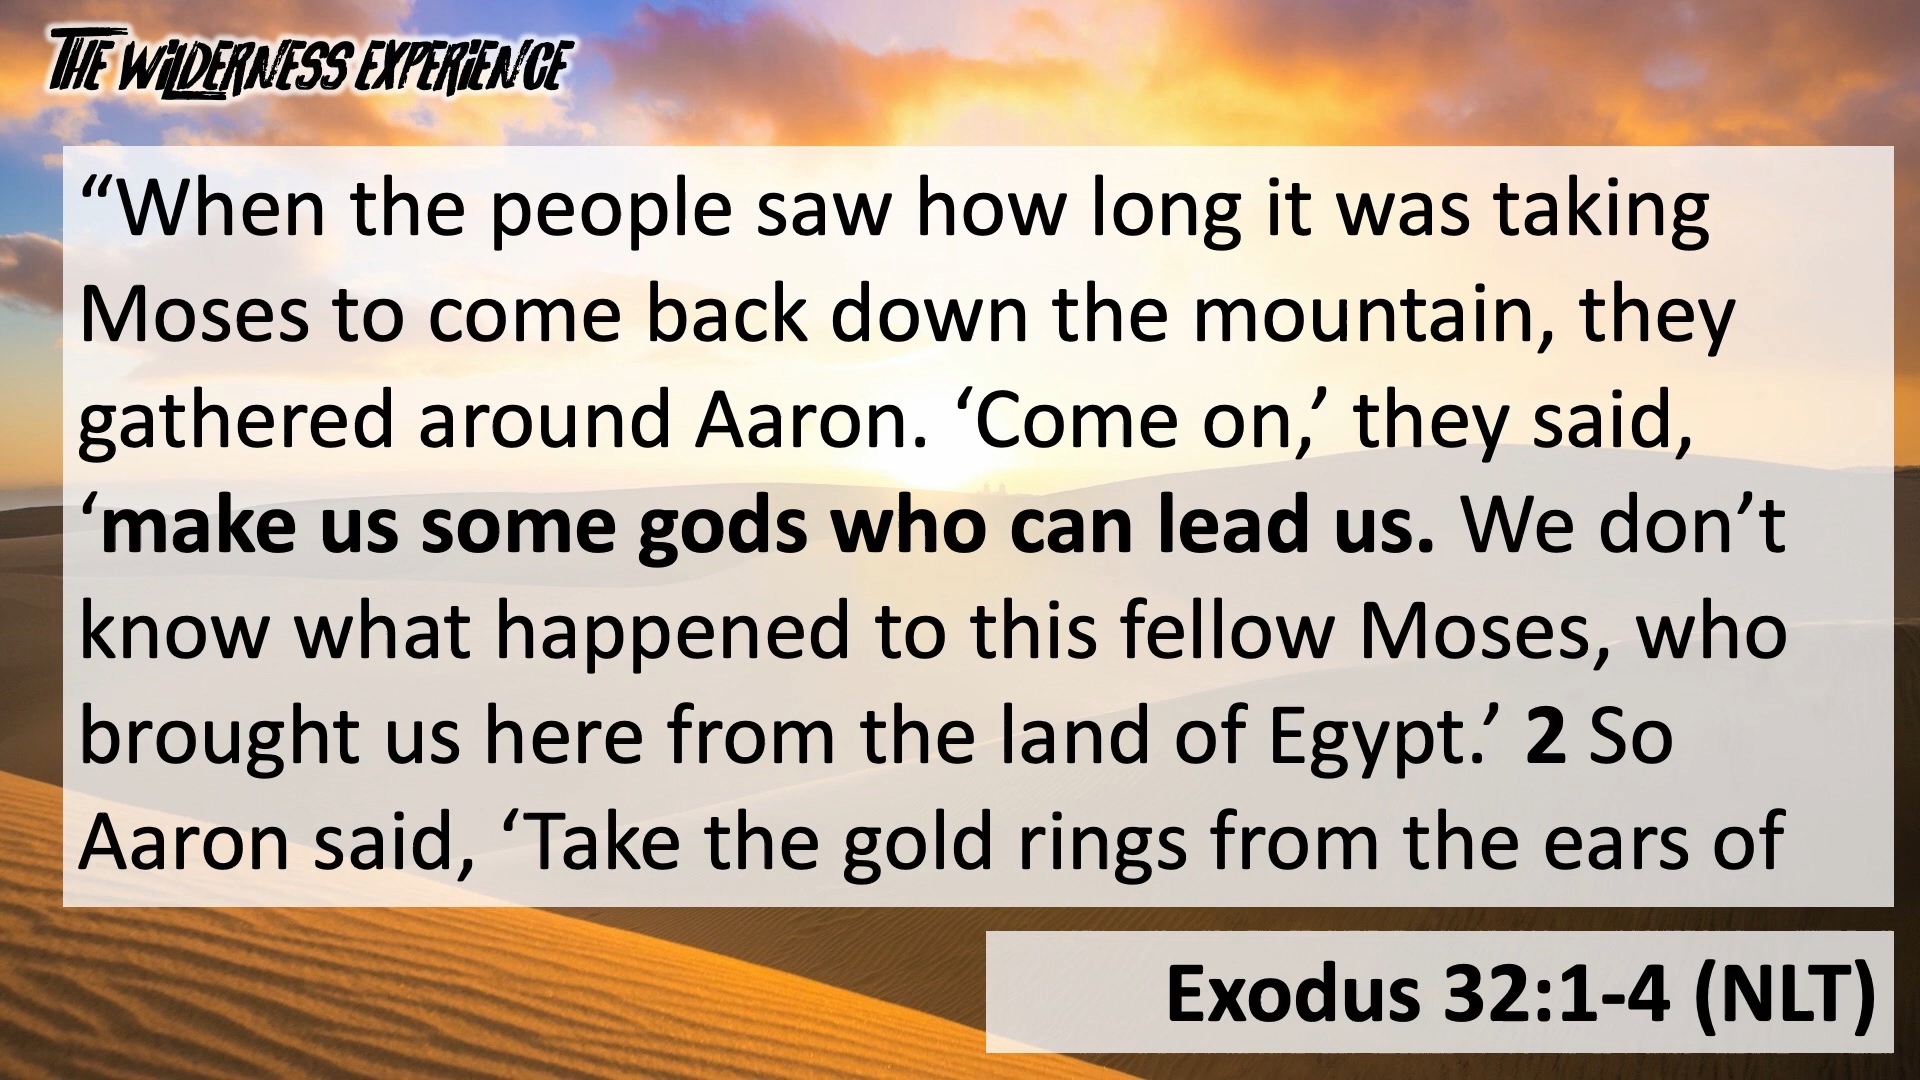 THE WILDERNESS EXPERIENCE
“When the people saw how long it was taking
Moses to come back down the mountain, they
gathered around Aaron. ‘Come on,’ they said,
‘make us some gods who can lead us. We don’t
know what happened to this fellow Moses, who
brought us here from the land of Egypt.’ 2 So
Aaron said, ‘Take the gold rings from the ears of
Exodus 32:1-4 (NLT)